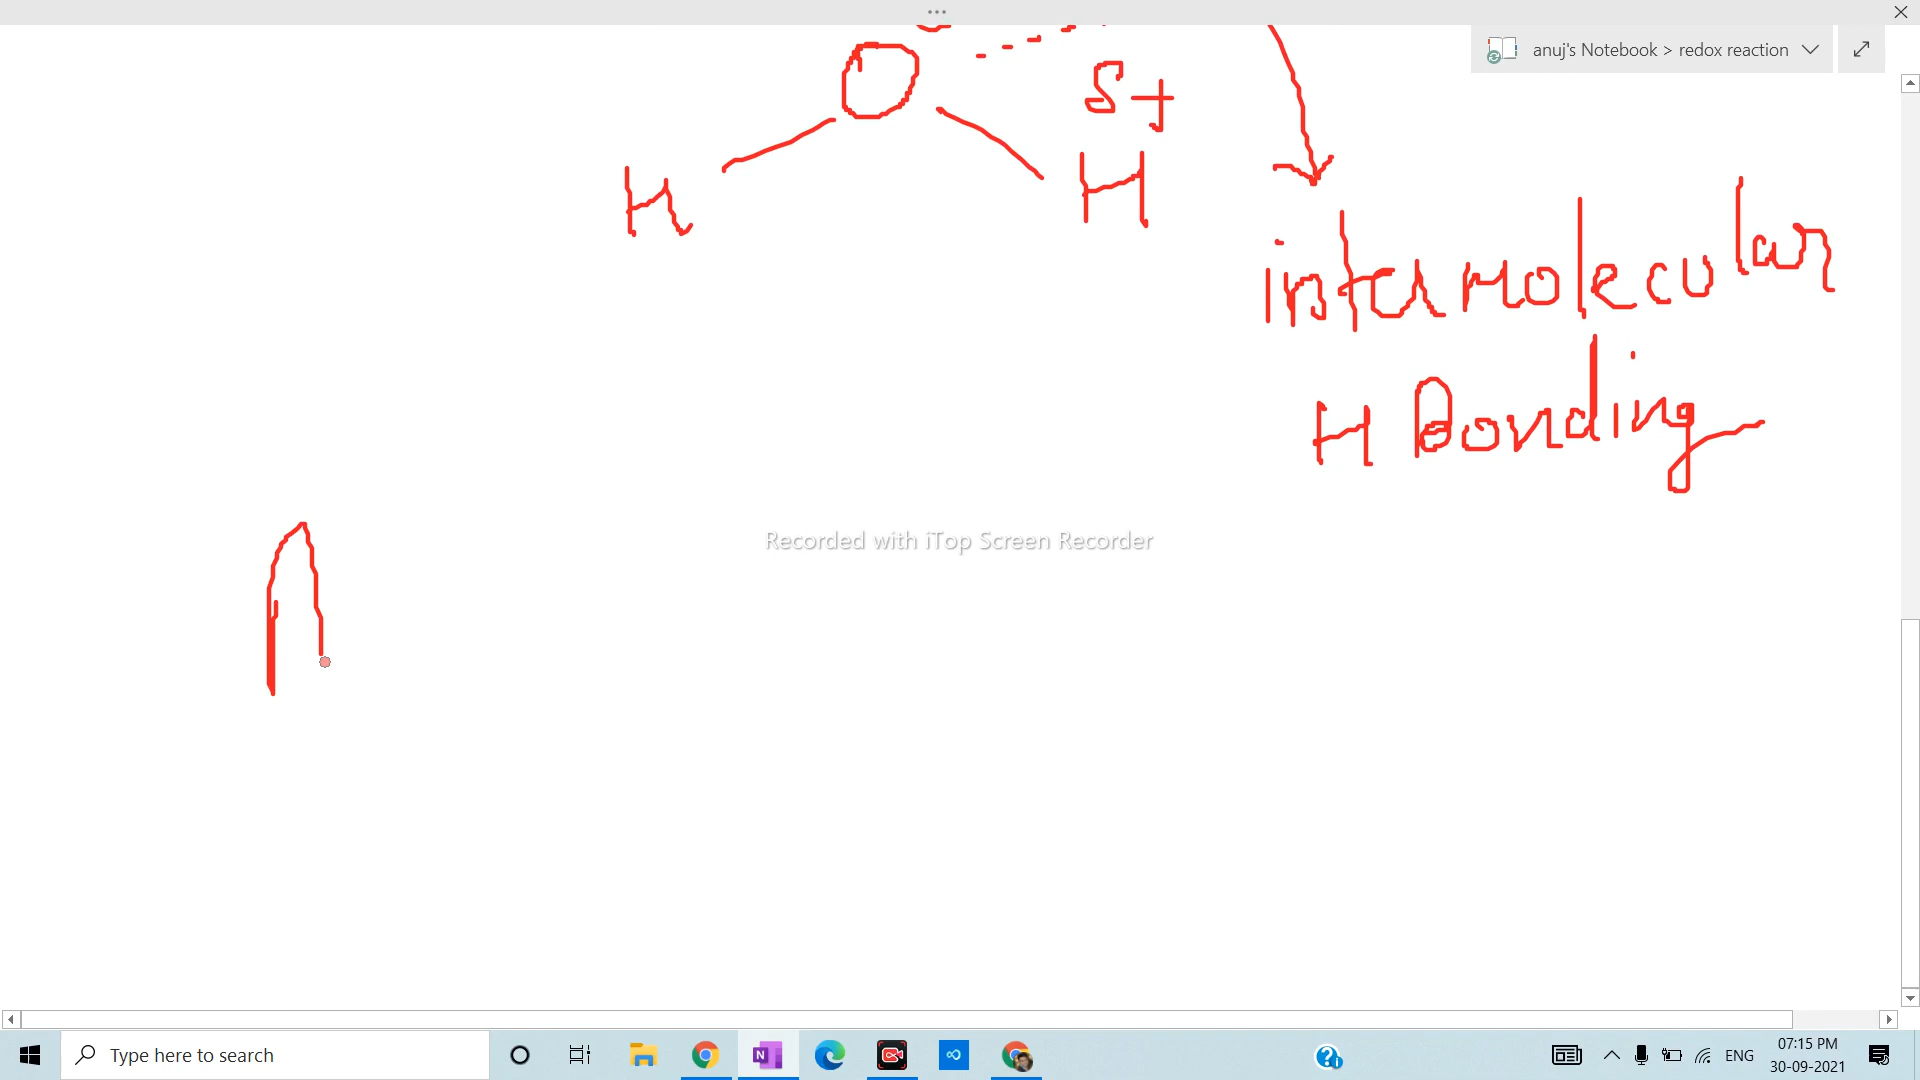 anuj's Notebook > redox reaction
O
S+
H H
intermolecular
H Bonding
Recorded with iTop Screen Recorder
Type here to search
ENG
07:15 PM
30-09-2021